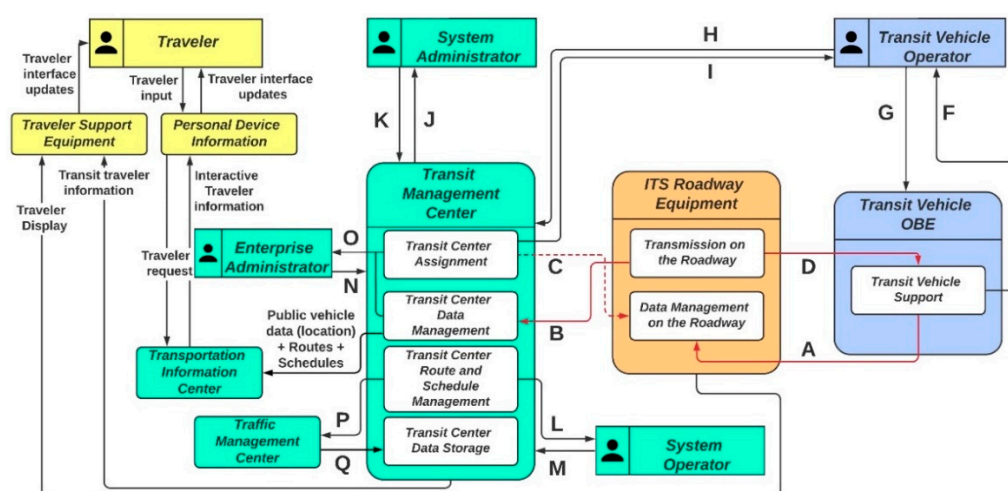 Traveler
System
Administrator
Transit Vehicle
Operator
Traveler
interface
updates
Traveler
input
Traveler interface
updates
H
I
K
J
G
F
Traveler Support
Equipment
Personal Device
Information
Transit traveler
information
Interactive
Traveler
information
Traveler
Display
Transit
Management
Center
ITS Roadway
Equipment
Transit Vehicle
OBE
Enterprise
Administrator
O
N
Transit Center
Assignment
C
Transmission on
the Roadway
D
Transit Vehicle
Support
Traveler
request
Public vehicle
data (location)
+ Routes +
Schedules
Transit Center
Data
Management
B
Data Management
on the Roadway
A
Transportation
Information
Center
Transit Center
Route and
Schedule
Management
P
L
Traffic
Management
Center
Q
Transit Center
Data Storage
M
System
Operator